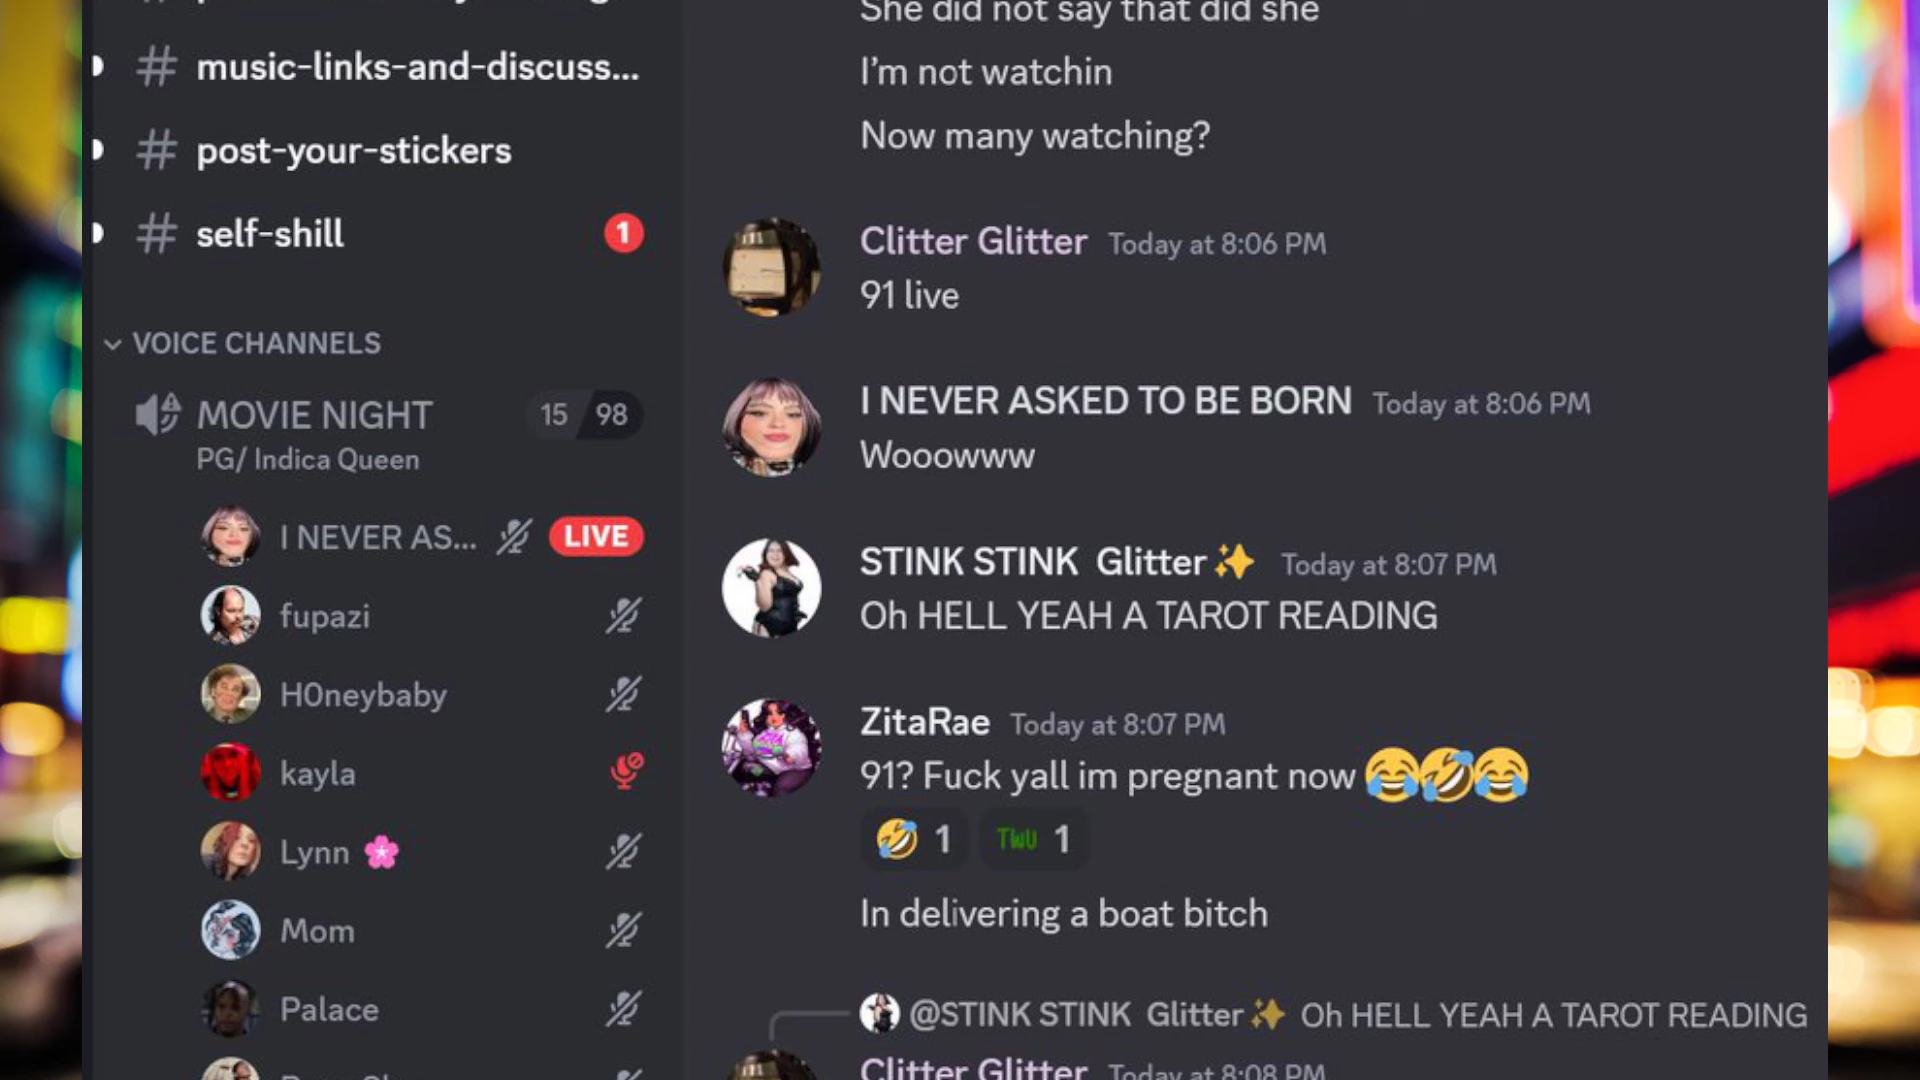 music-links-and-discuss...
post-your-stickers
self-shill
1
VOICE CHANNELS
MOVIE NIGHT
15 98
PG/ Indica Queen
I NEVER AS...
LIVE
fupazi
H0neybaby
kayla
Lynn 🌸
Mom
Palace
She did not say that did she
I'm not watchin
Now many watching?
Clitter Glitter Today at 8:06 PM
91 live
I NEVER ASKED TO BE BORN Today at 8:06 PM
Wooowww
STINK STINK Glitter✨ Today at 8:07 PM
Oh HELL YEAH A TAROT READING
ZitaRae Today at 8:07 PM
91? Fuck yall im pregnant now 😂🤣😂
🤣 1 TWU 1
In delivering a boat bitch
@STINK STINK Glitter✨ Oh HELL YEAH A TAROT READING
Clitter Glitter Today at 8:08 PM